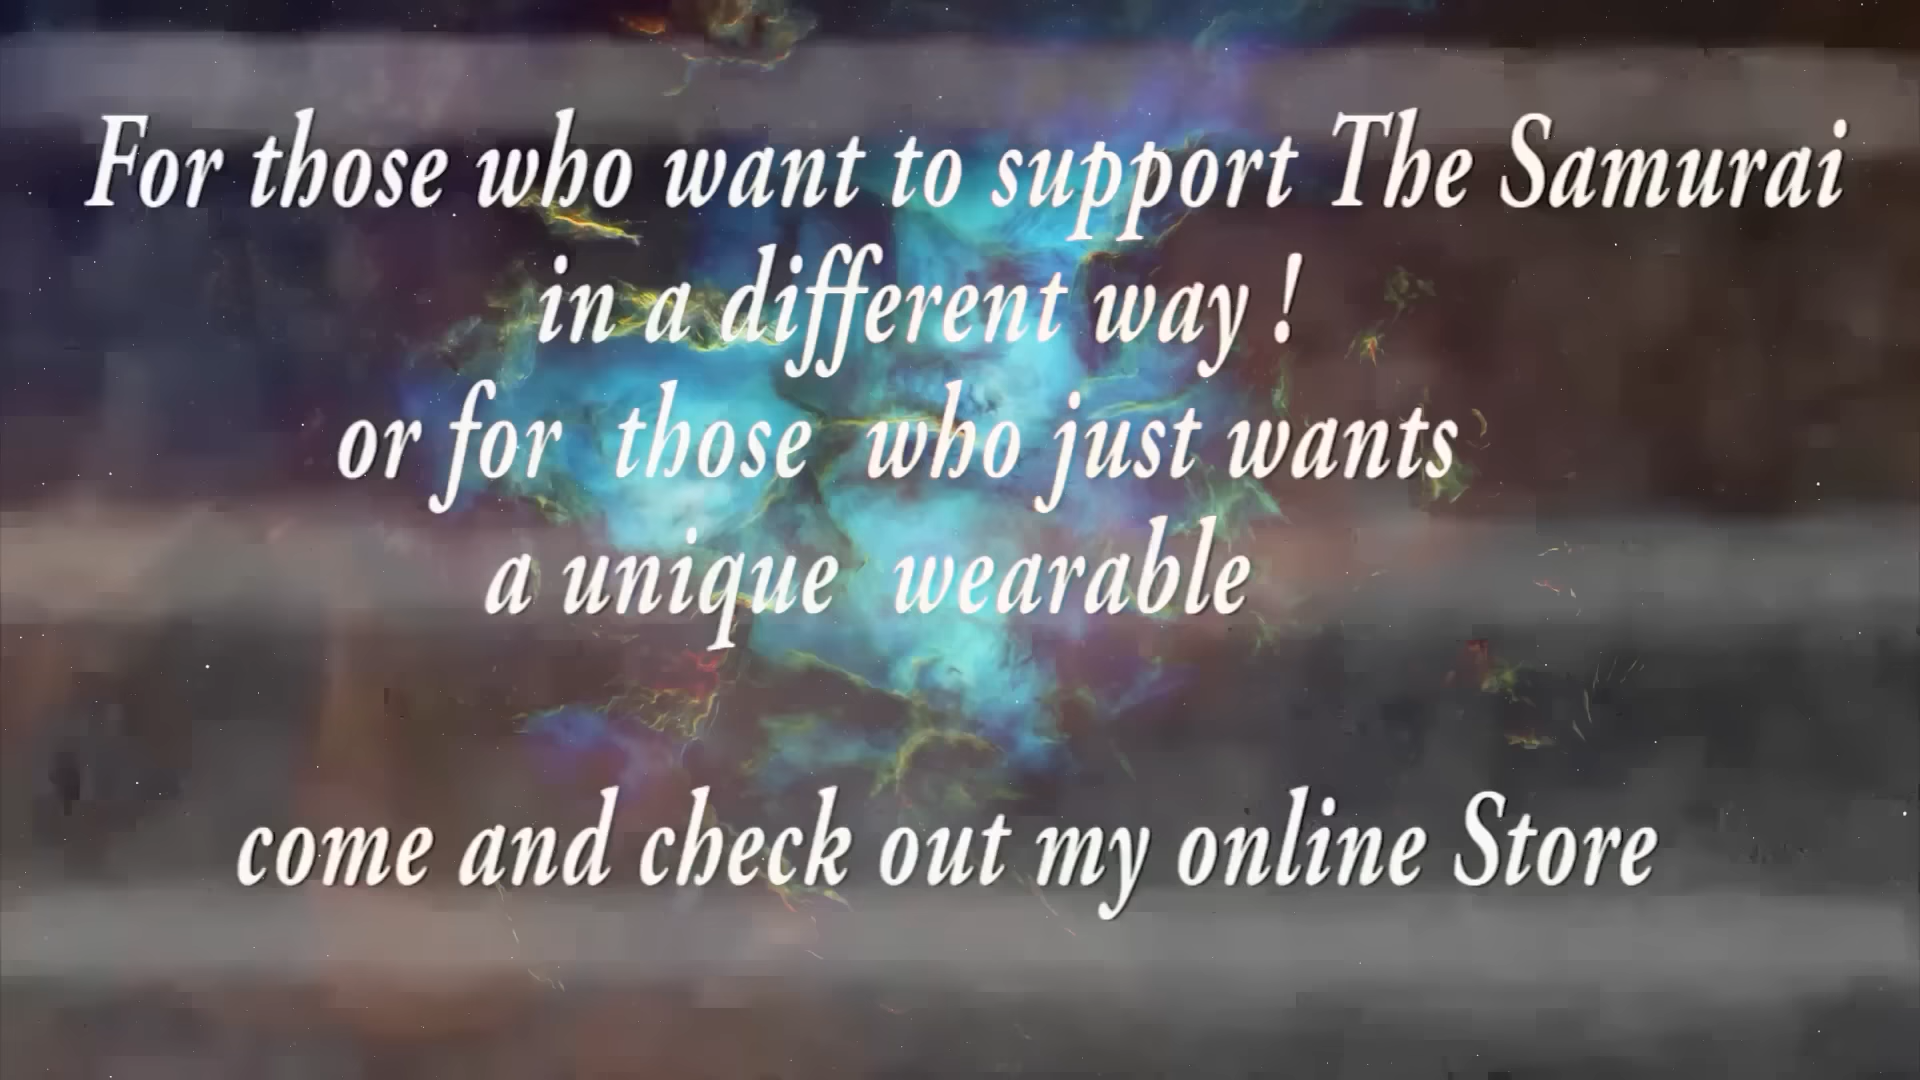 For those who want to support The Samurai
in a different way !
or for those who just wants
a unique wearable
come and check out my online Store